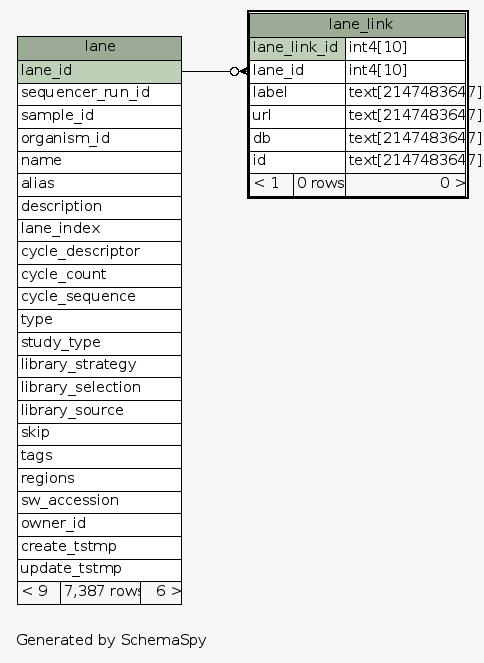 lane
lane_id
sequencer_run_id
sample_id
organism_id
name
alias
description
lane_index
cycle_descriptor
cycle_count
cycle_sequence
type
study_type
library_strategy
library_selection
library_source
skip
tags
regions
sw_accession
owner_id
create_tstmp
update_tstmp
< 9 7,387 rows 6 >
lane_link
lane_link_id int4[10]
lane_id int4[10]
label text[2147483647]
url text[2147483647]
db text[2147483647]
id text[2147483647]
< 1 0 rows 0 >
Generated by SchemaSpy